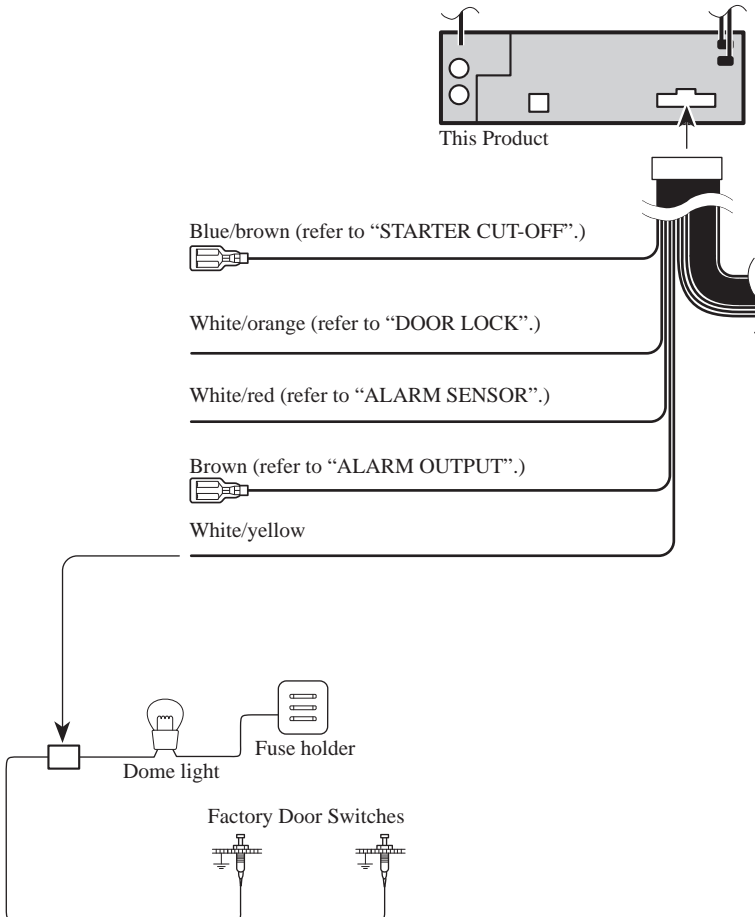 This Product
Blue/brown (refer to “STARTER CUT-OFF”.)
White/orange (refer to “DOOR LOCK”.)
White/red (refer to “ALARM SENSOR”.)
Brown (refer to “ALARM OUTPUT”.)
White/yellow
Fuse holder
Dome light
Factory Door Switches